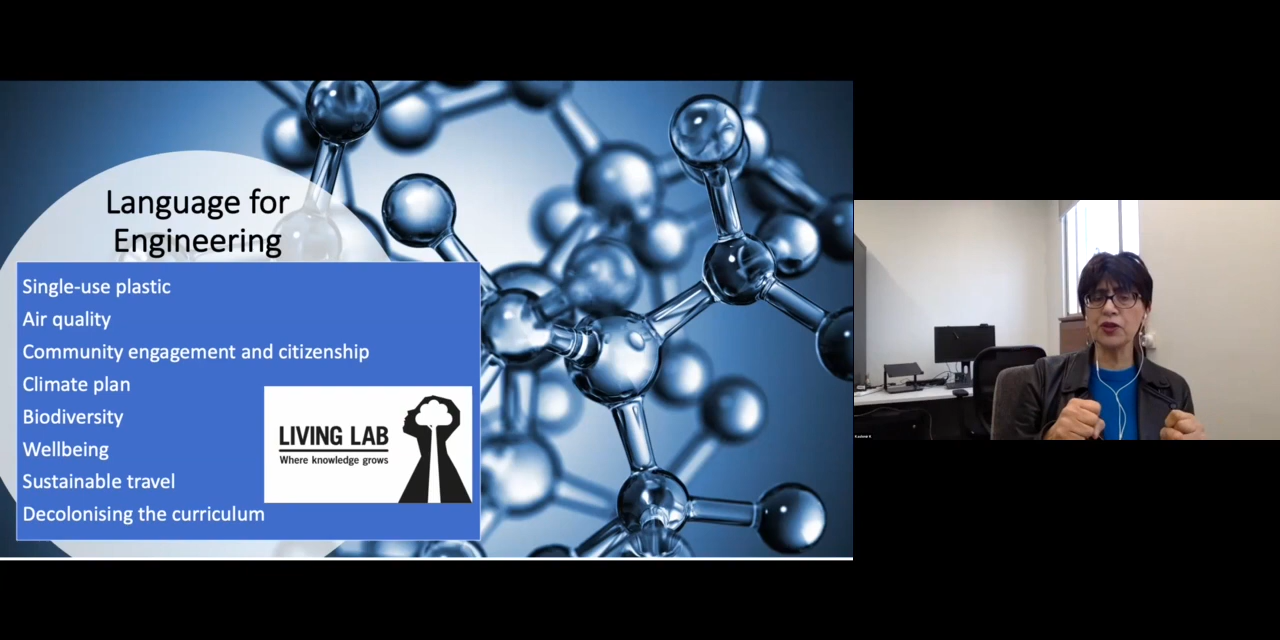 Language for
Engineering
Single-use plastic
Air quality
Community engagement and citizenship
Climate plan
Biodiversity
Wellbeing
Sustainable travel
Decolonising the curriculum
LIVING LAB
Where knowledge grows